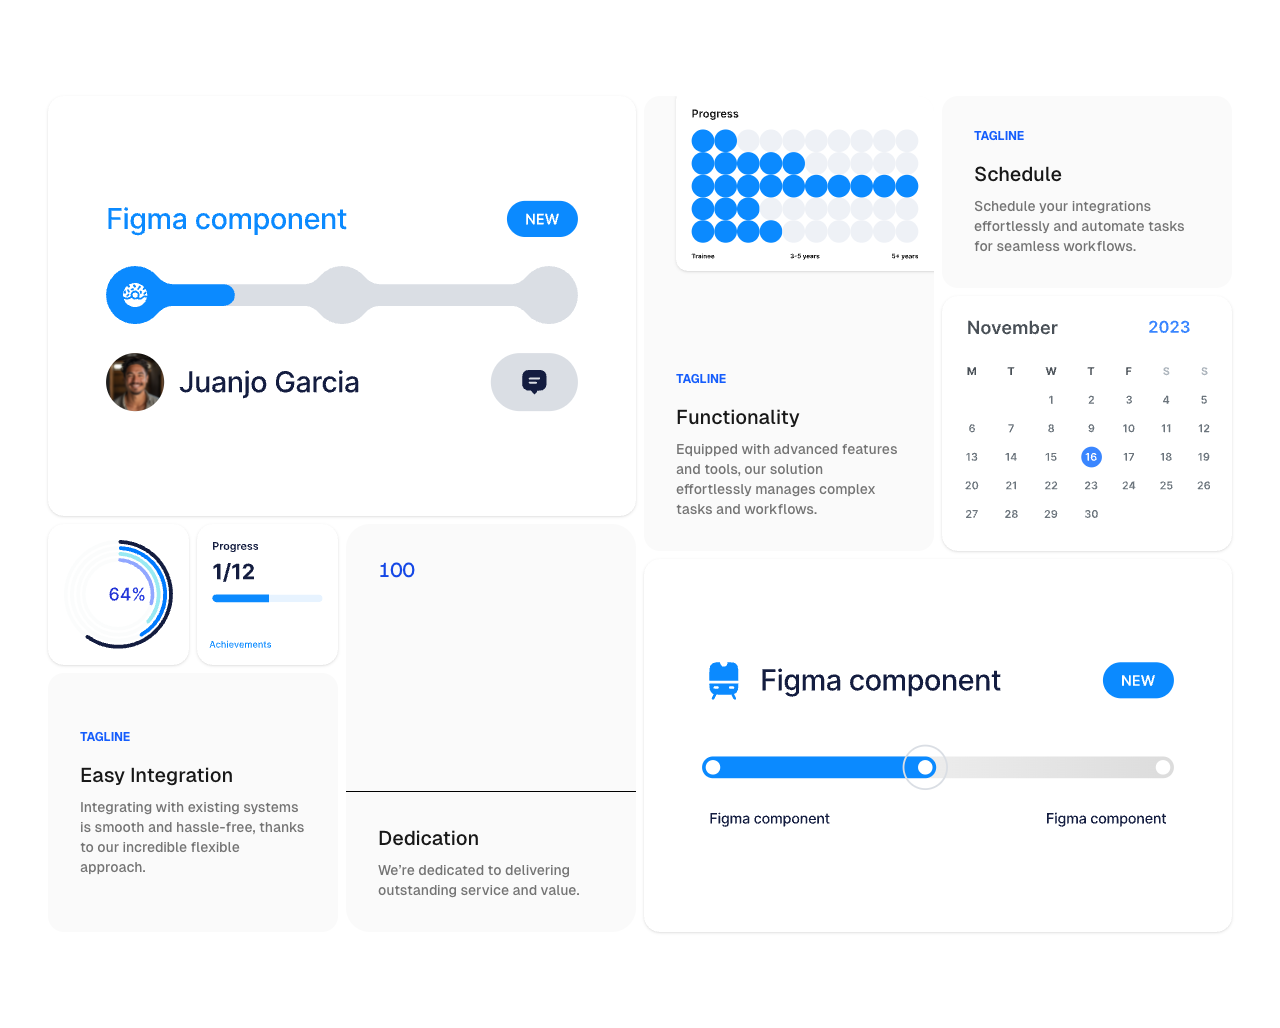 Figma component
NEW
Juanjo Garcia
Progress
Trainee 3-5 years 5+ years
TAGLINE
Functionality
Equipped with advanced features
and tools, our solution
effortlessly manages complex
tasks and workflows.
TAGLINE
Schedule
Schedule your integrations
effortlessly and automate tasks
for seamless workflows.
November 2023
M T W T F S S
1 2 3 4 5
6 7 8 9 10 11 12
13 14 15 16 17 18 19
20 21 22 23 24 25 26
27 28 29 30
64%
Progress
1/12
Achievements
TAGLINE
Easy Integration
Integrating with existing systems
is smooth and hassle-free, thanks
to our incredible flexible
approach.
100
Dedication
We’re dedicated to delivering
outstanding service and value.
Figma component
NEW
Figma component Figma component